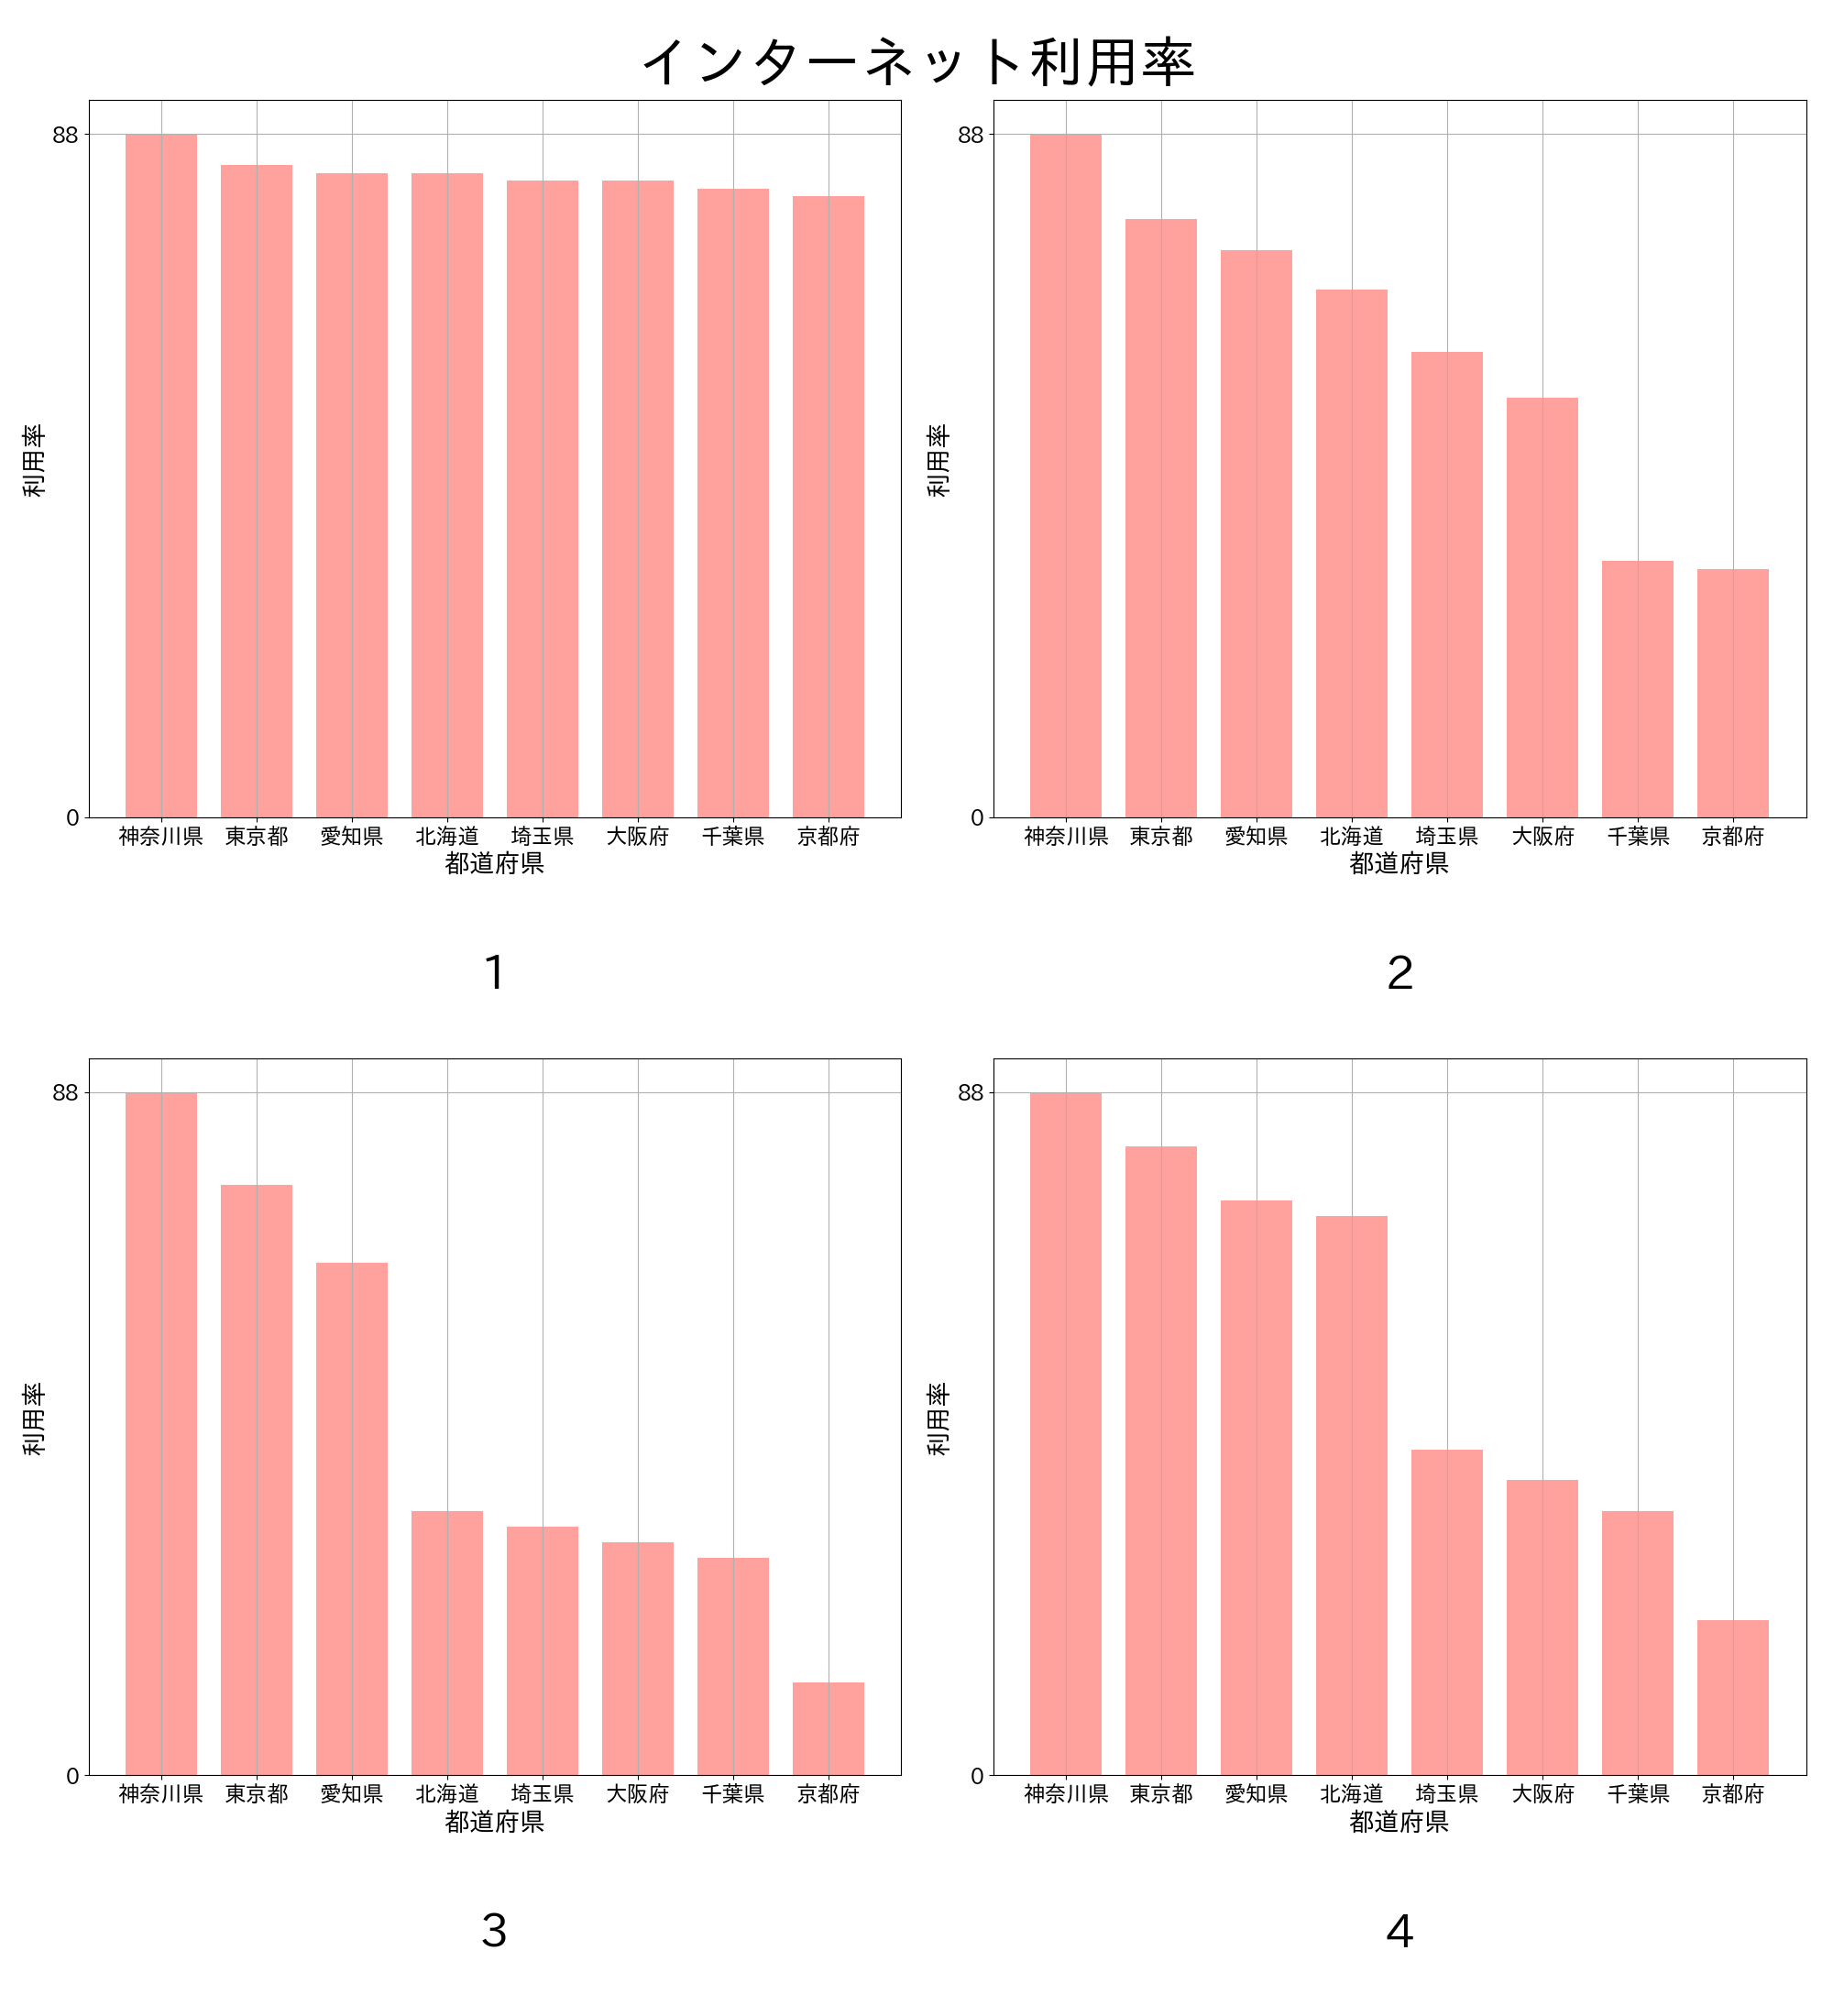 インターネット利用率
88
0
利用率
神奈川県 東京都 愛知県 北海道 埼玉県 大阪府 千葉県 京都府
都道府県
1
88
0
利用率
神奈川県 東京都 愛知県 北海道 埼玉県 大阪府 千葉県 京都府
都道府県
2
88
0
利用率
神奈川県 東京都 愛知県 北海道 埼玉県 大阪府 千葉県 京都府
都道府県
3
88
0
利用率
神奈川県 東京都 愛知県 北海道 埼玉県 大阪府 千葉県 京都府
都道府県
4